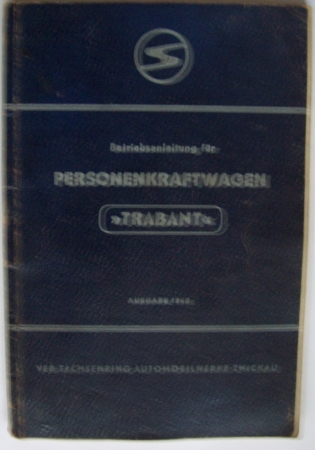 Betriebsanleitung für
PERSONENKRAFTWAGEN
»TRABANT«
AUSGABE
VEB SACHSENRING AUTOMOBILWERKE ZWICKAU